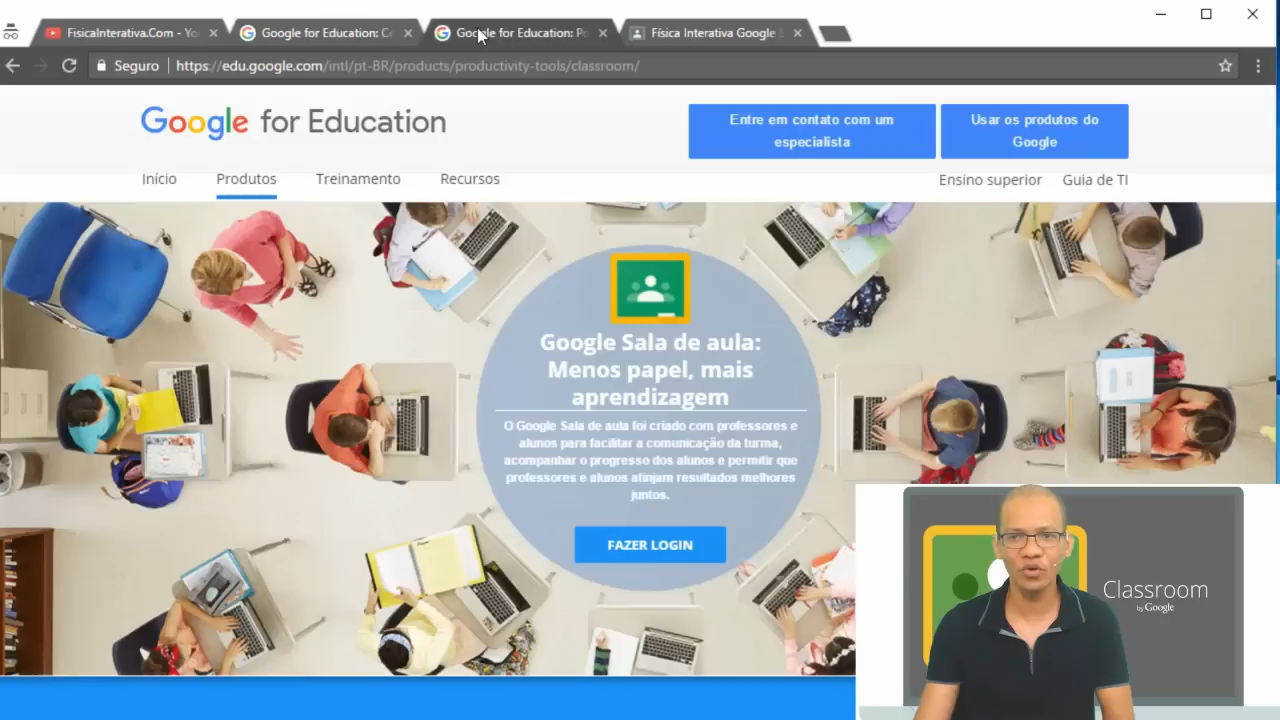 FisicaInterativa.Com - Yo
Google for Education: C
Google for Education: Po
Física Interativa Google
Seguro
https://edu.google.com/intl/pt-BR/products/productivity-tools/classroom/
Google for Education
Entre em contato com um
especialista
Usar os produtos do
Google
Início
Produtos
Treinamento
Recursos
Ensino superior
Guia de TI
Google Sala de aula:
Menos papel, mais
aprendizagem
O Google Sala de aula foi criado com professores e
alunos para facilitar a comunicação da turma,
acompanhar o progresso dos alunos e permitir que
professores e alunos atinjam resultados melhores
juntos.
FAZER LOGIN
Classroom
by Google